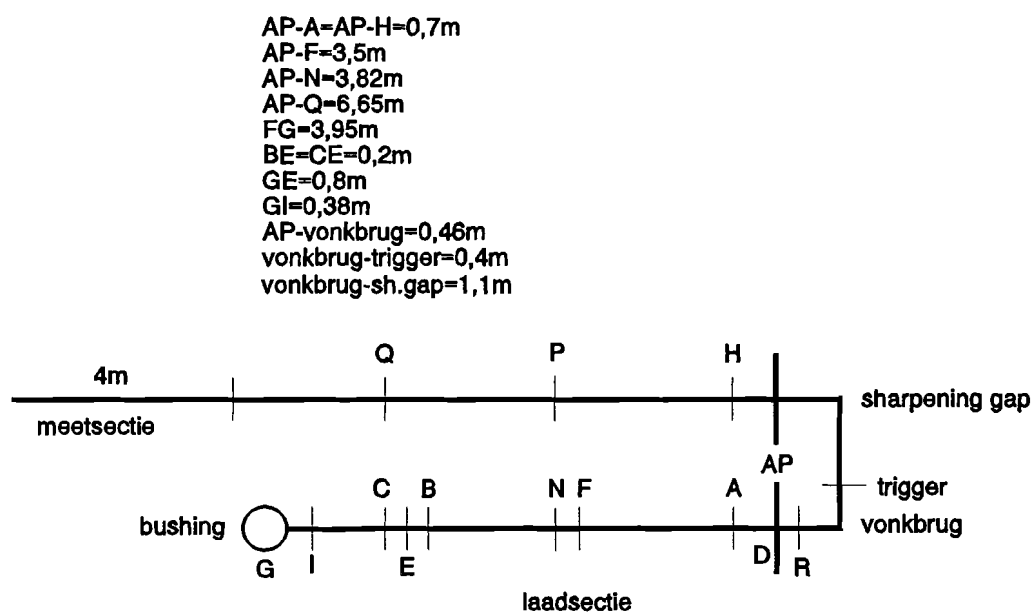 AP-A=AP-H=0,7m
AP-F=3,5m
AP-N=3,82m
AP-Q=6,65m
FG=3,95m
BE=CE=0,2m
GE=0,8m
GI=0,38m
AP-vonkbrug=0,46m
vonkbrug-trigger=0,4m
vonkbrug-sh.gap=1,1m
Q P H
4m
sharpening gap
meetsectie
AP
C B N F A trigger
bushing vonkbrug
G I E D R
laadsectie